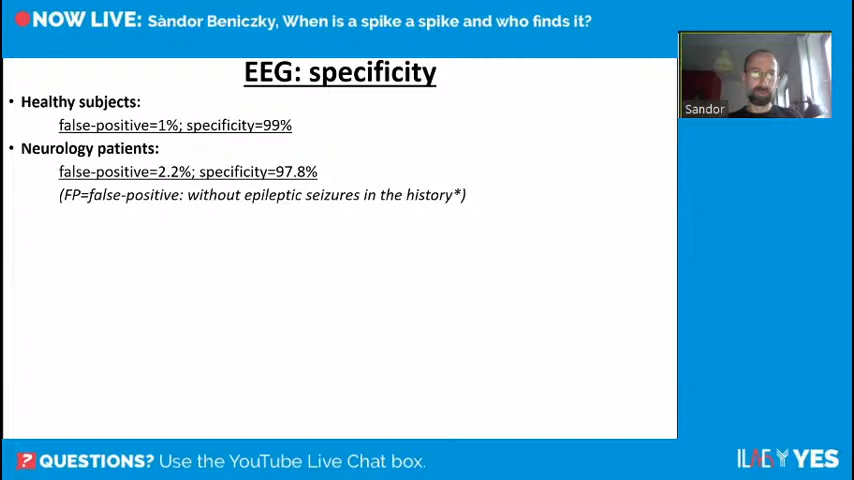 NOW LIVE: Sàndor Beniczky, When is a spike a spike and who finds it?
EEG: specificity
• Healthy subjects:
false-positive=1%; specificity=99%
• Neurology patients:
false-positive=2.2%; specificity=97.8%
(FP=false-positive: without epileptic seizures in the history*)
Sandor
? QUESTIONS? Use the YouTube Live Chat box.
ILAE YES